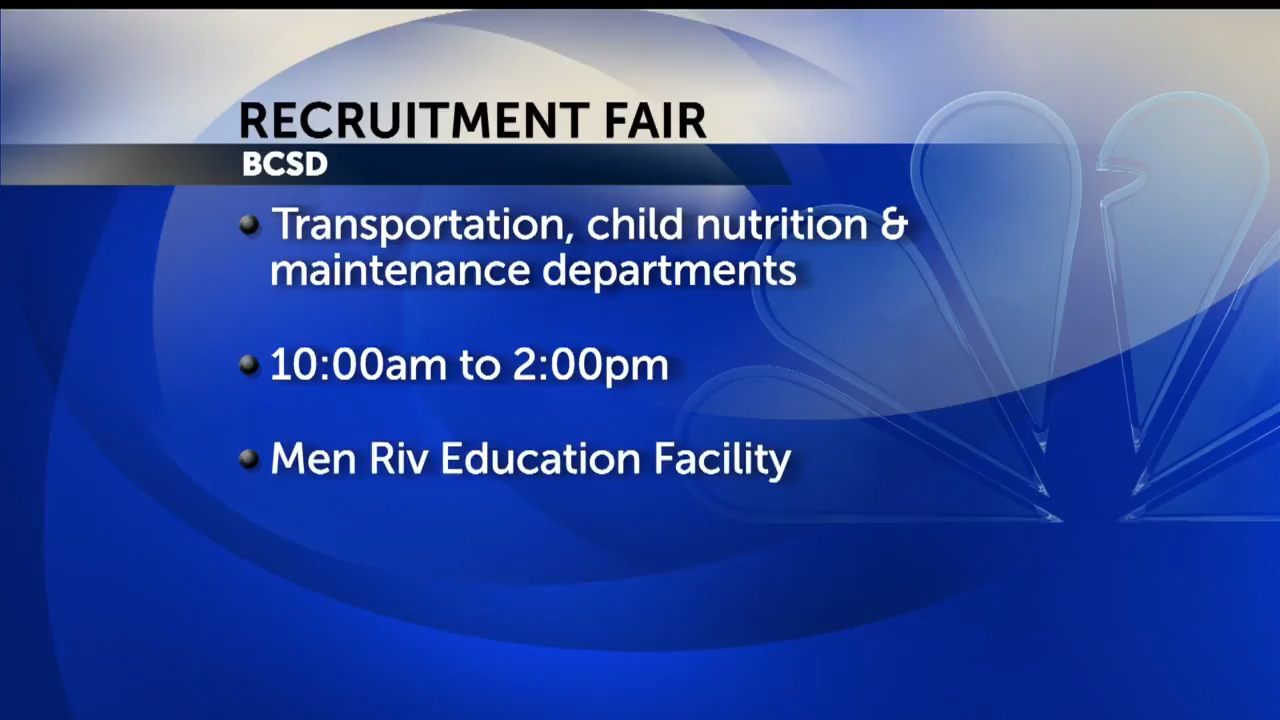 RECRUITMENT FAIR
BCSD
• Transportation, child nutrition &
maintenance departments
• 10:00am to 2:00pm
• Men Riv Education Facility